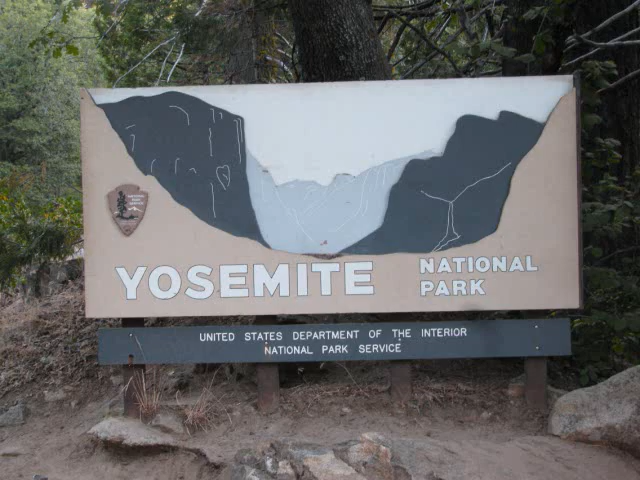 YOSEMITE
NATIONAL
PARK
UNITED STATES DEPARTMENT OF THE INTERIOR
NATIONAL PARK SERVICE